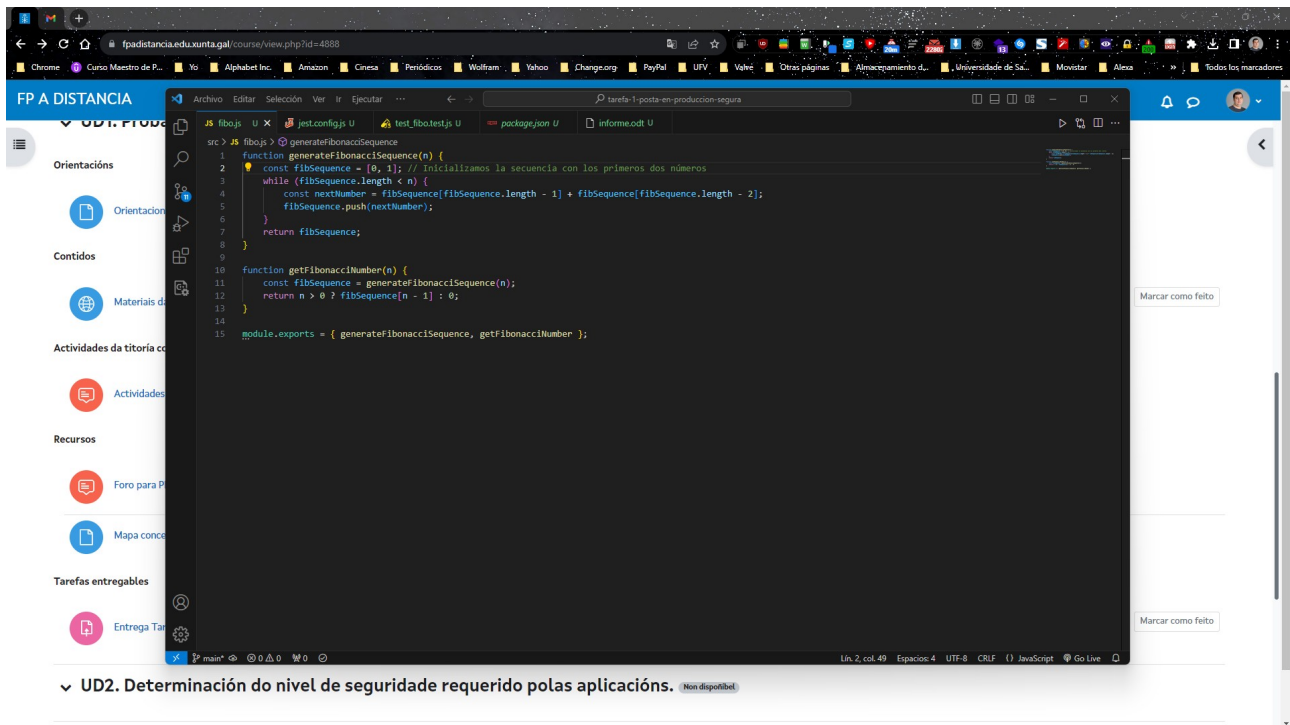 fpadistancia.edu.xunta.gal/course/view.php?id=4888
Chrome Curso Maestro de P... Yo Alphabet Inc. Amazon Cinesa Periódicos Wolfram Yahoo Change.org PayPal UFV Valve Otras páginas Almacenamiento d... Universidade de Sa... Movistar Alexa » Todos los marcadores
FP A DISTANCIA
Archivo Editar Selección Ver Ir Ejecutar ··· tarefa-1-posta-en-produccion-segura
JS fibo.js U jest.config.js U test_fibo.test.js U package.json U informe.odt U
src > JS fibo.js > generateFibonacciSequence
1 function generateFibonacciSequence(n) {
2 const fibSequence = [0, 1]; // Inicializamos la secuencia con los primeros dos números
3 while (fibSequence.length < n) {
4 const nextNumber = fibSequence[fibSequence.length - 1] + fibSequence[fibSequence.length - 2];
5 fibSequence.push(nextNumber);
6 }
7 return fibSequence;
8 }
9
10 function getFibonacciNumber(n) {
11 const fibSequence = generateFibonacciSequence(n);
12 return n > 0 ? fibSequence[n - 1] : 0;
13 }
14
15 module.exports = { generateFibonacciSequence, getFibonacciNumber };
Orientacións
Orientacion
Contidos
Materiais da
Marcar como feito
Actividades da titoría co
Actividades
Recursos
Foro para P
Mapa conce
Tarefas entregables
Entrega Tar
Marcar como feito
main* 0 0 0 Lín. 2, col. 49 Espacios: 4 UTF-8 CRLF {} JavaScript Go Live
UD2. Determinación do nivel de seguridade requerido polas aplicacións. Non dispoñibel